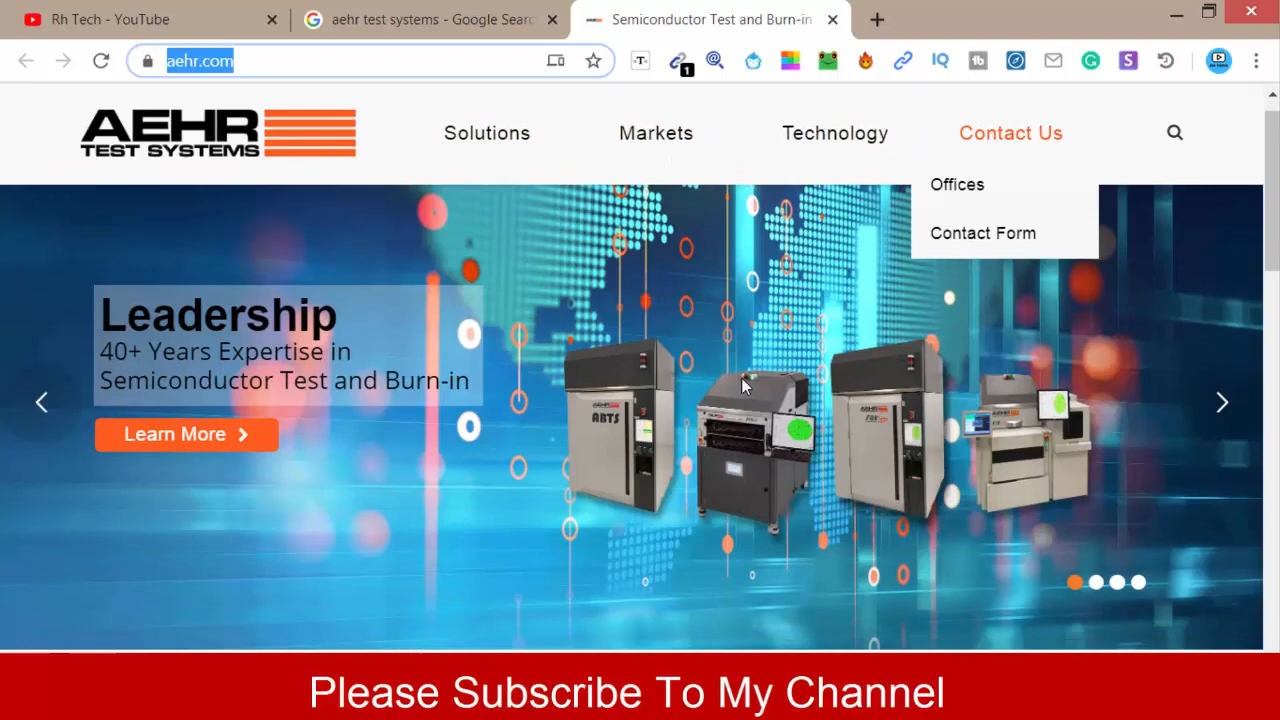 Rh Tech - YouTube
aehr test systems - Google Searc
Semiconductor Test and Burn-in
aehr.com
1
AEHR
TEST SYSTEMS
Solutions
Markets
Technology
Contact Us
Offices
Contact Form
Leadership
40+ Years Expertise in
Semiconductor Test and Burn-in
Learn More
ABTS
Please Subscribe To My Channel